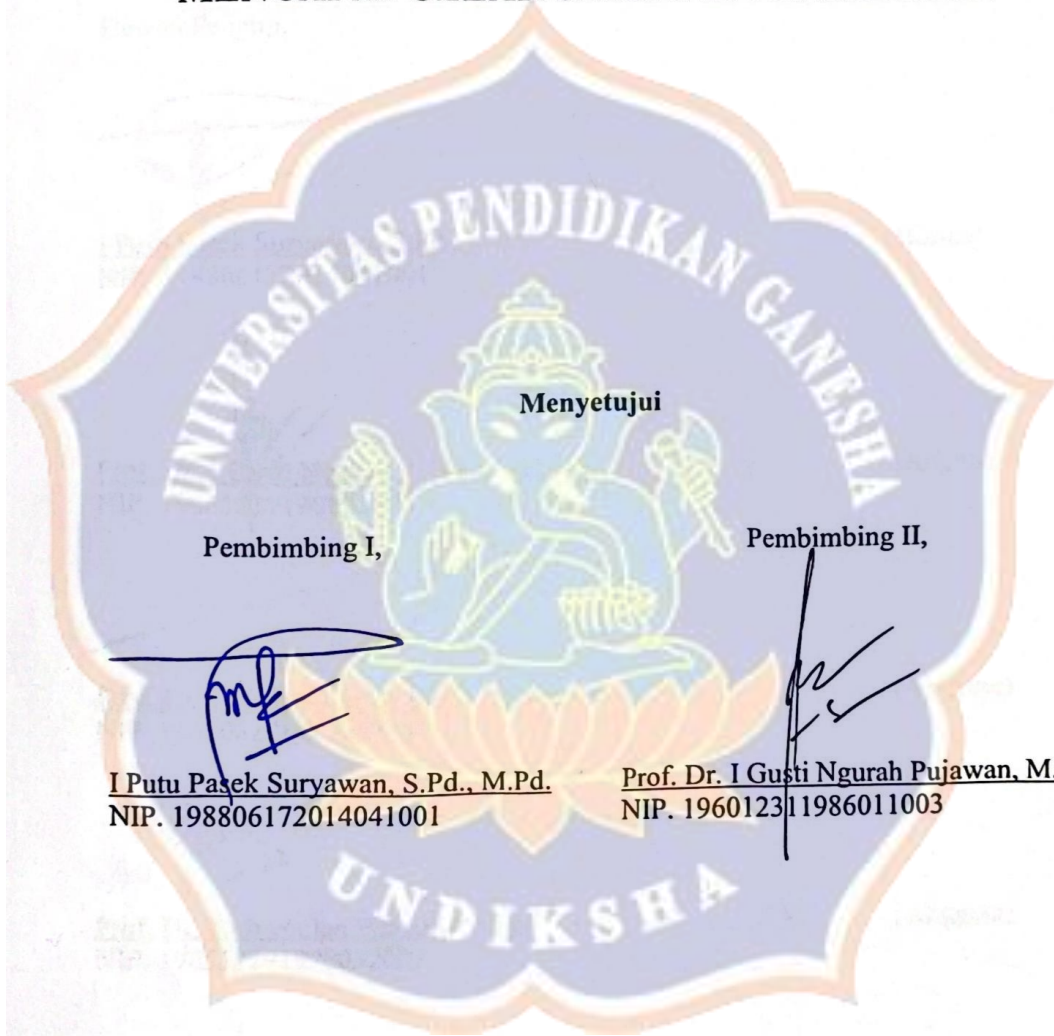 UNIVERSITAS PENDIDIKAN GANESHA
Menyetujui
Pembimbing I,
Pembimbing II,
I Putu Pasek Suryawan, S.Pd., M.Pd.
Prof. Dr. I Gusti Ngurah Pujawan, M.
NIP. 198806172014041001
NIP. 196012311986011003
UNDIKSHA